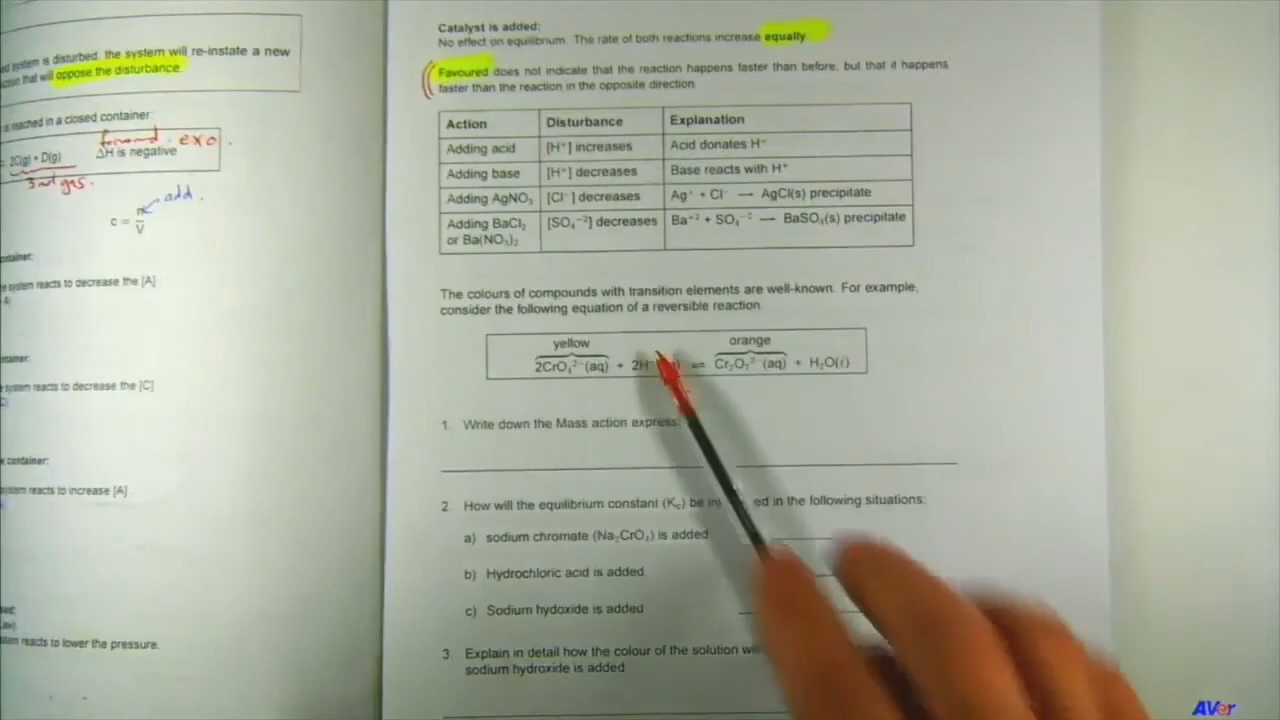 system is disturbed, the system will re-instate a new
that will oppose the disturbance.
is reached in a closed container:
forward. exo.
2C(g) + D(g) ΔH is negative
3 mol gas.
add.
c = n/V
container:
system reacts to decrease the [A]
A)
container:
system reacts to decrease the [C]
container:
system reacts to increase [A]
system reacts to lower the pressure.
Catalyst is added:
No effect on equilibrium. The rate of both reactions increase equally.
Favoured does not indicate that the reaction happens faster than before, but that it happens
faster than the reaction in the opposite direction.
Action Disturbance Explanation
Adding acid [H⁺] increases Acid donates H⁺
Adding base [H⁺] decreases Base reacts with H⁺
Adding AgNO₃ [Cl⁻] decreases Ag⁺ + Cl⁻ → AgCl(s) precipitate
Adding BaCl₂ [SO₄⁻²] decreases Ba⁺² + SO₄⁻² → BaSO₄(s) precipitate
or Ba(NO₃)₂
The colours of compounds with transition elements are well-known. For example,
consider the following equation of a reversible reaction.
yellow orange
2CrO₄²⁻(aq) + 2H⁺ ⇌ Cr₂O₇²⁻(aq) + H₂O(ℓ)
1. Write down the Mass action
2. How will the equilibrium constant (Kc) be in the following situations:
a) sodium chromate (Na₂CrO₄) is added
b) Hydrochloric acid is added.
c) Sodium hydoxide is added
3. Explain in detail how the colour of the solution
sodium hydroxide is added.
AVer